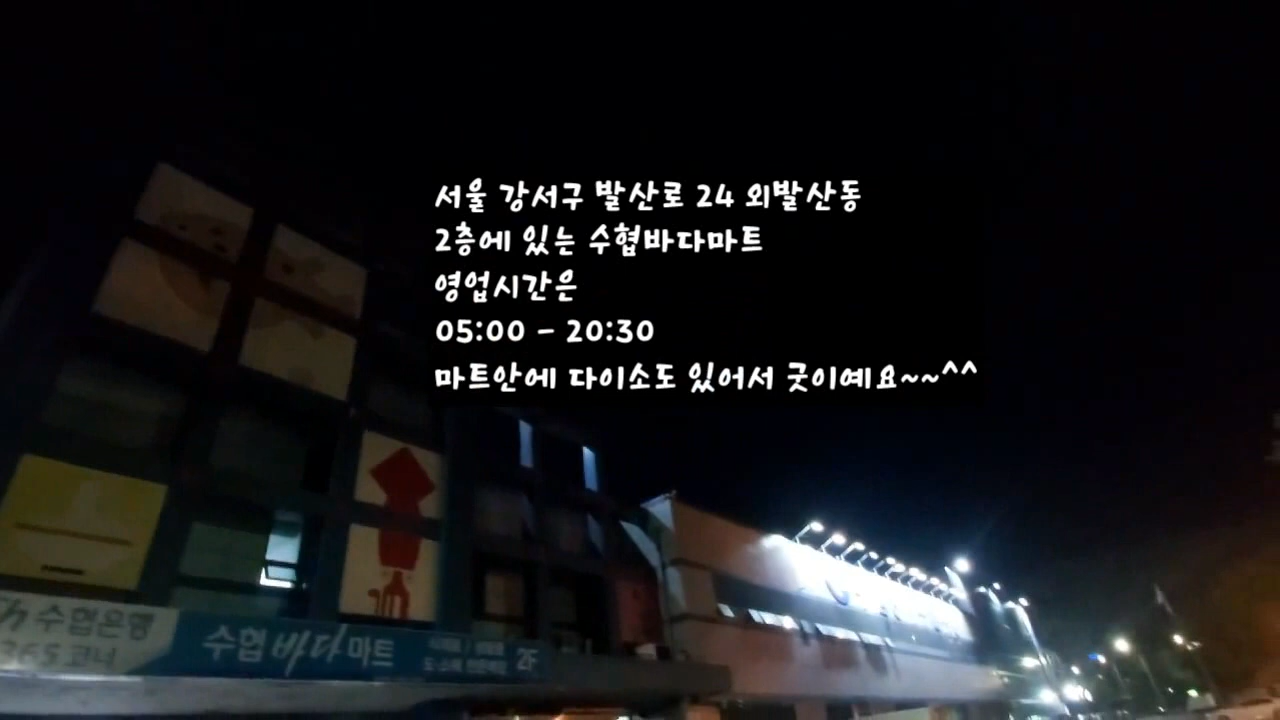 서울 강서구 발산로 24 외발산동
2층에 있는 수협바다마트
영업시간은
05:00 - 20:30
마트안에 다이소도 있어서 굿이예요~~^^
수협은행
365코너
수협바다마트
2F